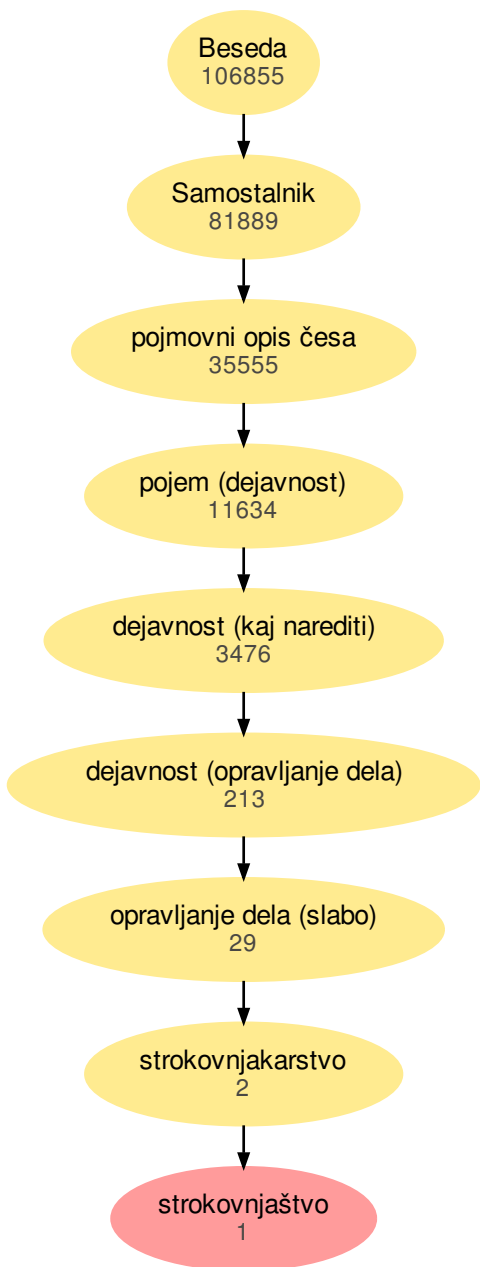 Beseda
106855
Samostalnik
81889
pojmovni opis česa
35555
pojem (dejavnost)
11634
dejavnost (kaj narediti)
3476
dejavnost (opravljanje dela)
213
opravljanje dela (slabo)
29
strokovnjakarstvo
2
strokovnjaštvo
1